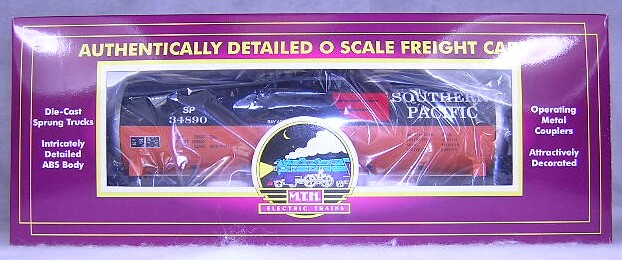 AUTHENTICALLY DETAILED O SCALE FREIGHT CAR
Die-Cast
Sprung Trucks
Intricately
Detailed
ABS Body
SP
34890
SOUTHERN
PACIFIC
Operating
Metal
Couplers
Attractively
Decorated
M.T.H.
ELECTRIC TRAINS